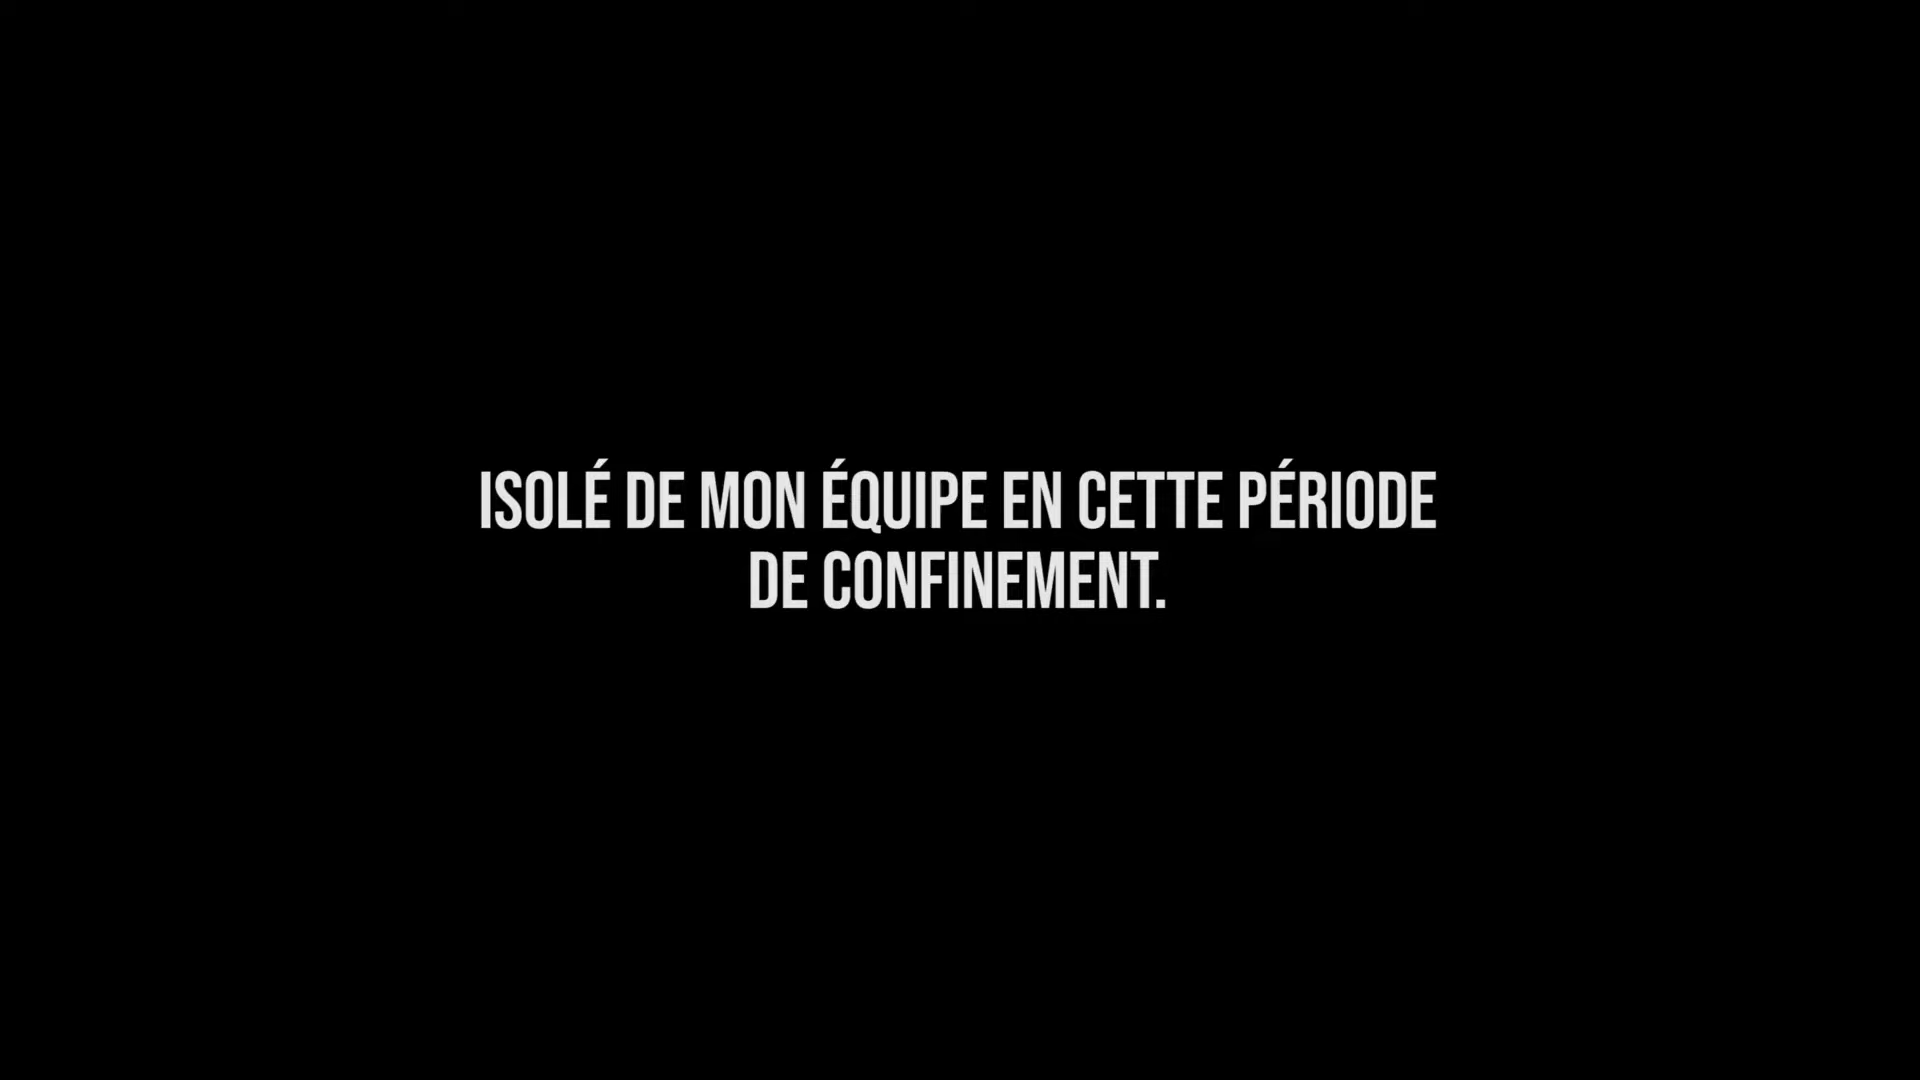 ISOLÉ DE MON ÉQUIPE EN CETTE PÉRIODE
DE CONFINEMENT.